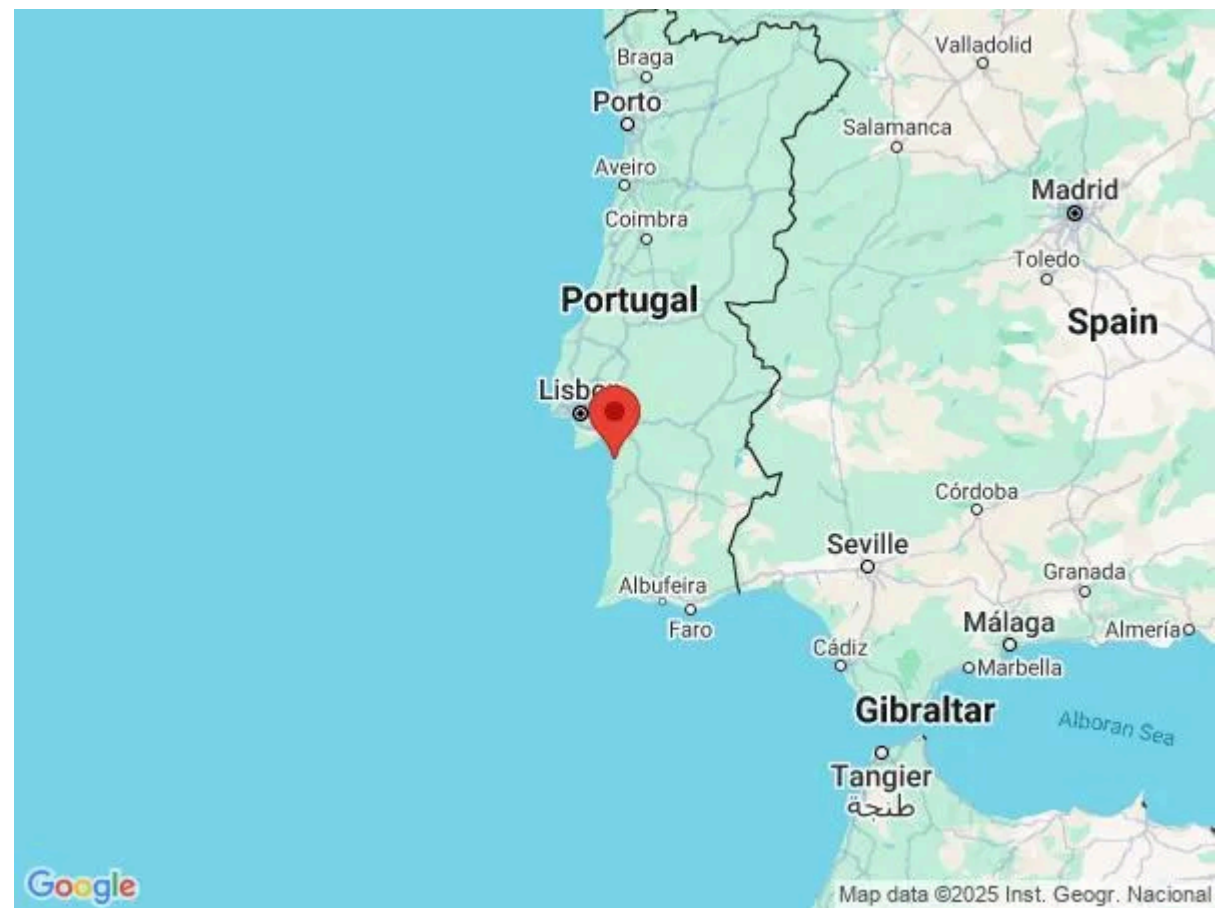 Valladolid
Braga
Porto
Salamanca
Aveiro
Madrid
Coimbra
Toledo
Portugal
Spain
Córdoba
Seville
Granada
Albufeira
Málaga
Almería
Faro
Cádiz
Marbella
Gibraltar
Alboran Sea
Tangier
طنجة
Google
Map data ©2025 Inst. Geogr. Nacional